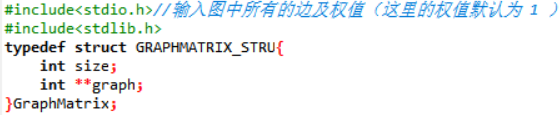 #include<stdio.h>//输入图中所有的边及权值（这里的权值默认为 1 ）
#include<stdlib.h>
typedef struct GRAPHMATRIX_STRU{
    int size;
    int **graph;
}GraphMatrix;